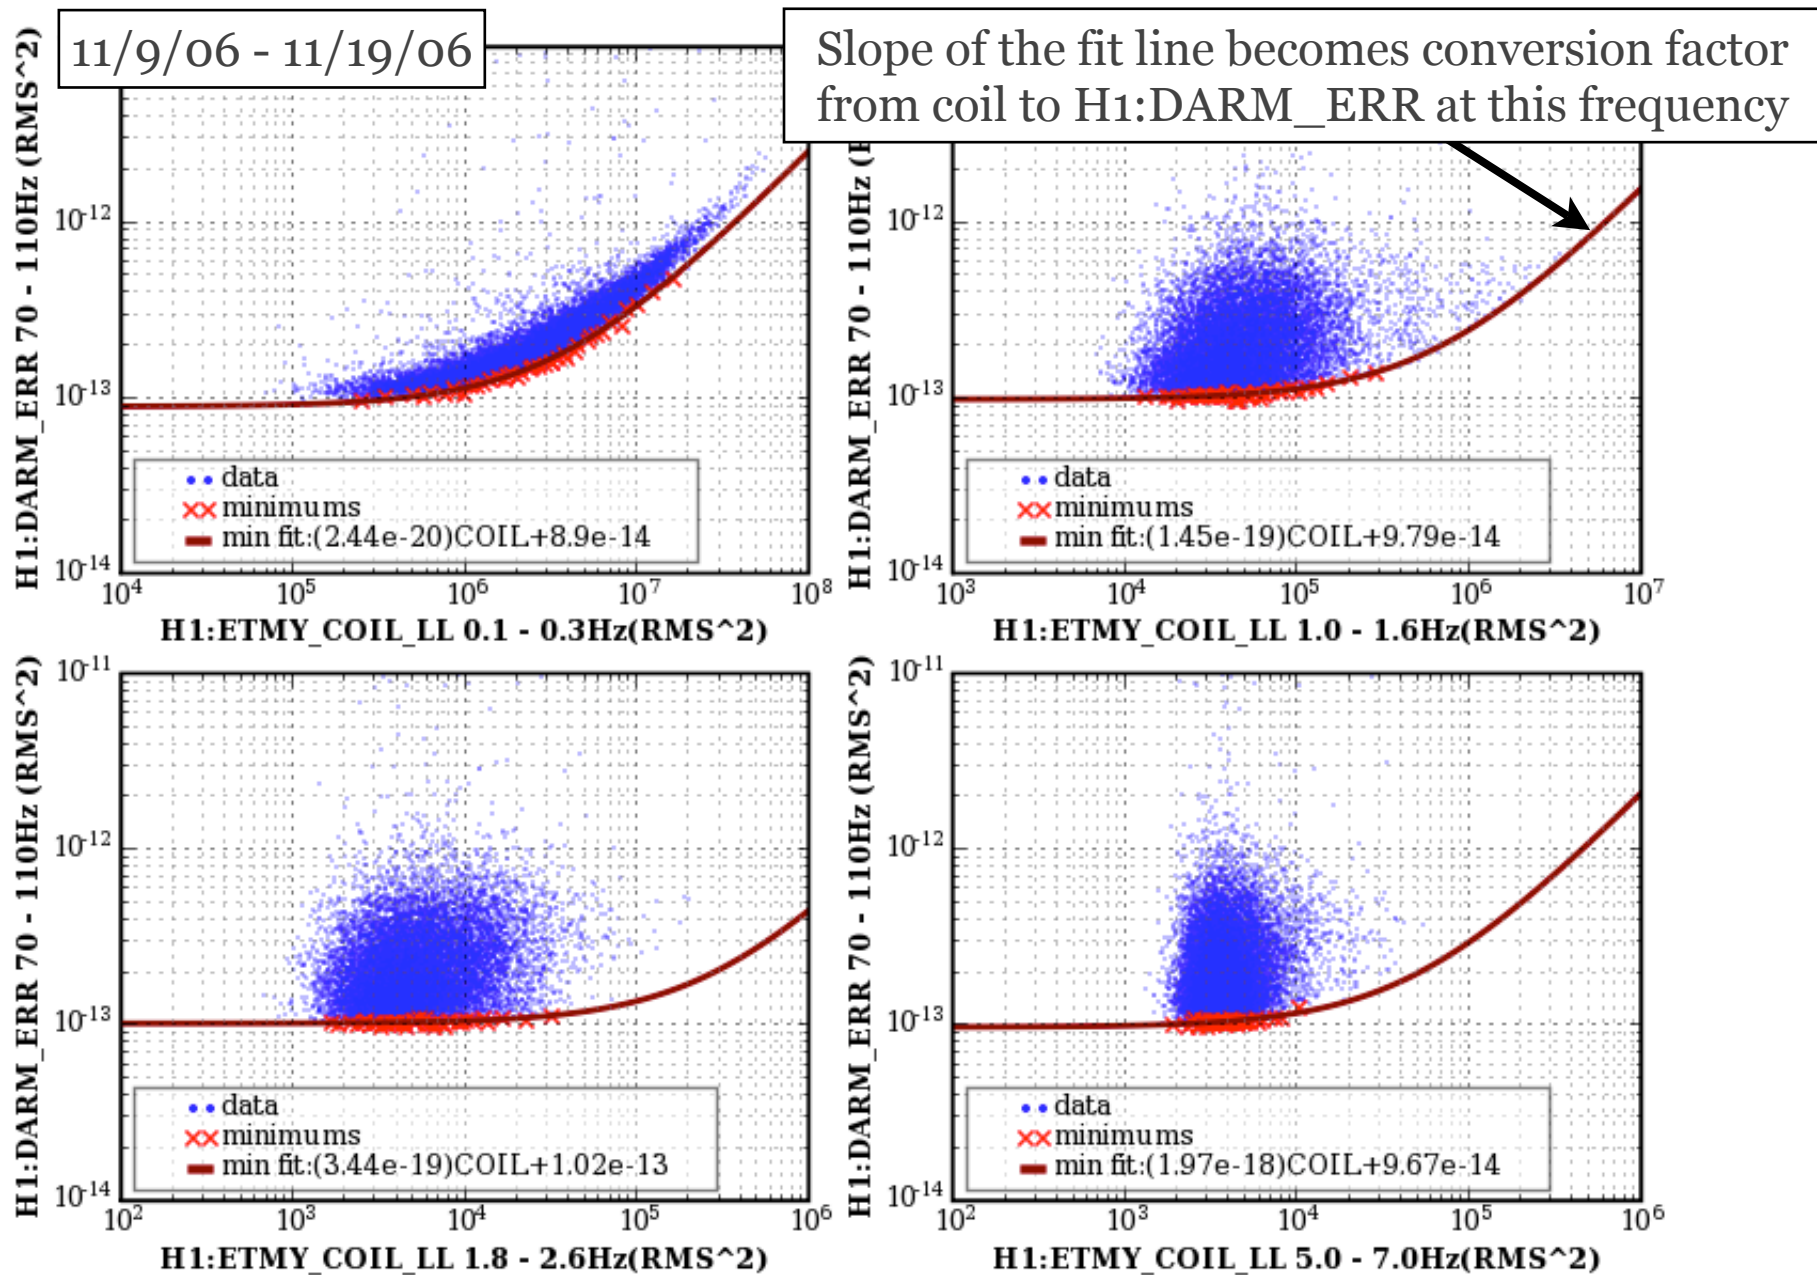 11/9/06 - 11/19/06
Slope of the fit line becomes conversion factor
from coil to H1:DARM_ERR at this frequency
H1:DARM_ERR 70 - 110Hz (RMS^2)
10-12
10-13
10-14
data
minimums
min fit:(2.44e-20)COIL+8.9e-14
10^4 10^5 10^6 10^7 10^8
H1:ETMY_COIL_LL 0.1 - 0.3Hz(RMS^2)
H1:DARM_ERR 70 - 110Hz
10-12
10-13
10-14
data
minimums
min fit:(1.45e-19)COIL+9.79e-14
10^3 10^4 10^5 10^6 10^7
H1:ETMY_COIL_LL 1.0 - 1.6Hz(RMS^2)
H1:DARM_ERR 70 - 110Hz (RMS^2)
10-11
10-12
10-13
10-14
data
minimums
min fit:(3.44e-19)COIL+1.02e-13
10^2 10^3 10^4 10^5 10^6
H1:ETMY_COIL_LL 1.8 - 2.6Hz(RMS^2)
H1:DARM_ERR 70 - 110Hz (RMS^2)
10-11
10-12
10-13
10-14
data
minimums
min fit:(1.97e-18)COIL+9.67e-14
10^2 10^3 10^4 10^5 10^6
H1:ETMY_COIL_LL 5.0 - 7.0Hz(RMS^2)